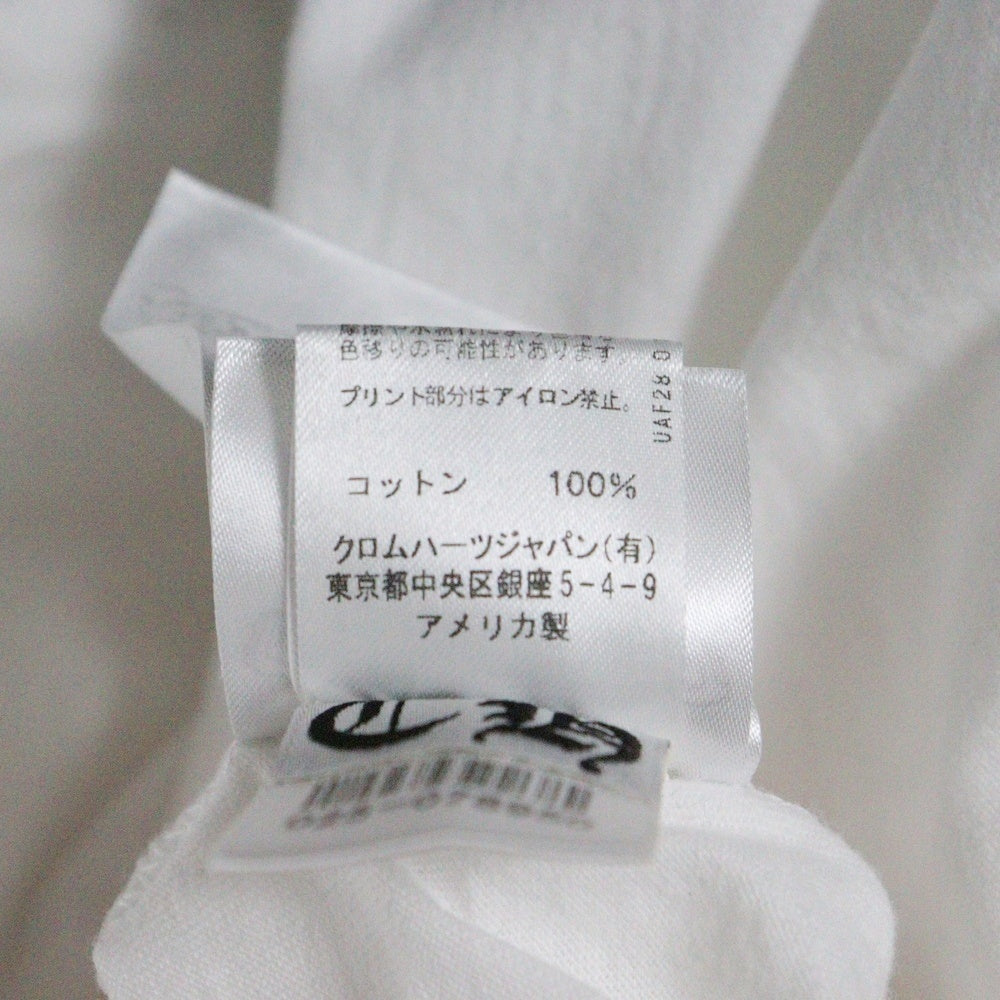 色移りの可能性があります。
プリント部分はアイロン禁止。
コットン 100%
クロムハーツジャパン(有)
東京都中央区銀座5-4-9
アメリカ製